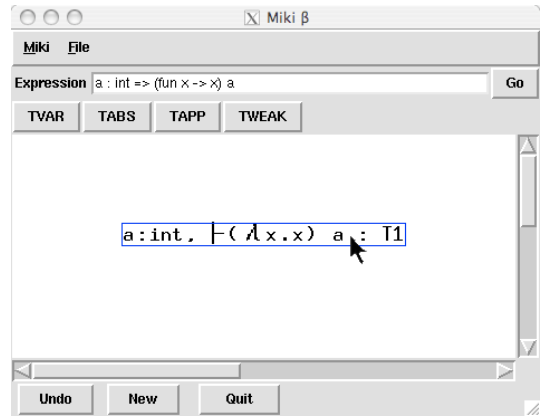 X Miki β
Miki File
Expression a : int => (fun x -> x) a Go
TVAR TABS TAPP TWEAK
a:int, ⊢(λx.x) a : T1
Undo New Quit